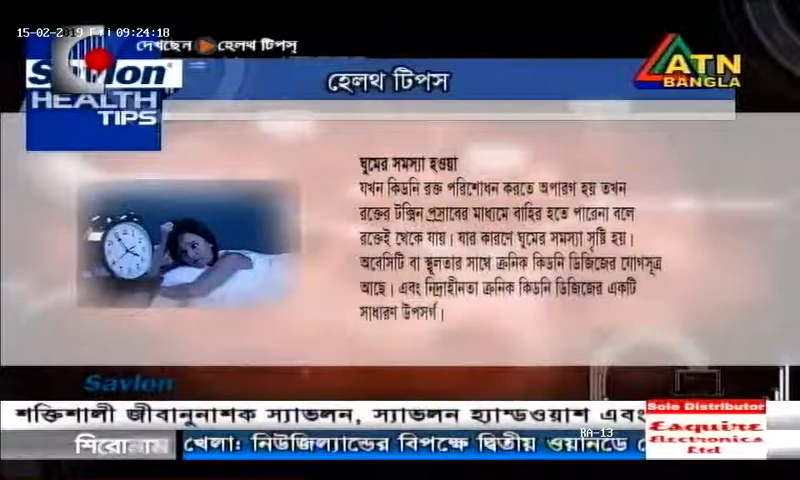 15-02-2019 Fri 09:24:18
দেখছেন হেলথ টিপস্
Savlon
HEALTH
TIPS
হেলথ টিপস
ATN
BANGLA
ঘুমের সমস্যা হওয়া
যখন কিডনি রক্ত পরিশোধন করতে অপারগ হয় তখন
রক্তের টক্সিন প্রস্রাবের মাধ্যমে বাহির হতে পারেনা বলে
রক্তেই থেকে যায়। যার কারণে ঘুমের সমস্যা সৃষ্টি হয়।
অবেসিটি বা স্থূলতার সাথে ক্রনিক কিডনি ডিজিজের যোগসূত্র
আছে। এবং নিদ্রাহীনতা ক্রনিক কিডনি ডিজিজের একটি
সাধারণ উপসর্গ।
Savlon
শক্তিশালী জীবানুনাশক স্যাভলন, স্যাভলন হ্যান্ডওয়াশ এবং
শিরোনাম
খেলা: নিউজিল্যান্ডের বিপক্ষে দ্বিতীয় ওয়ানডে
RA-13
Sole Distributor
Esquire
Electronics
Ltd